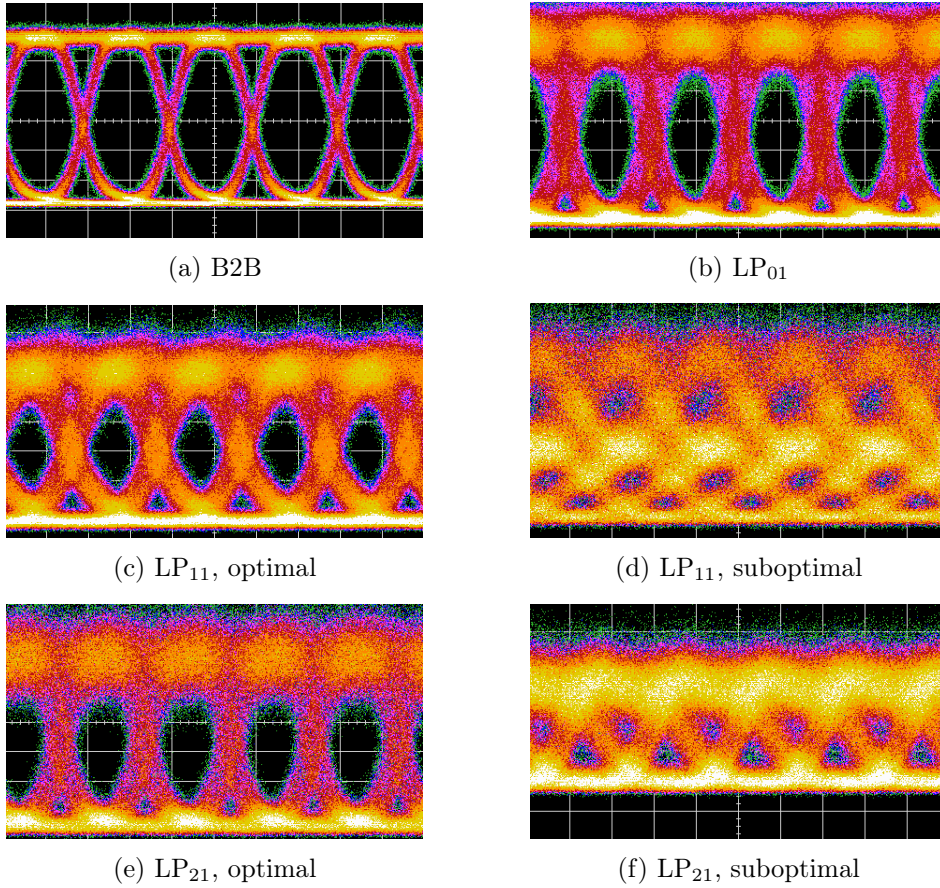 (a) B2B
(b) LP₀₁
(c) LP₁₁, optimal
(d) LP₁₁, suboptimal
(e) LP₂₁, optimal
(f) LP₂₁, suboptimal